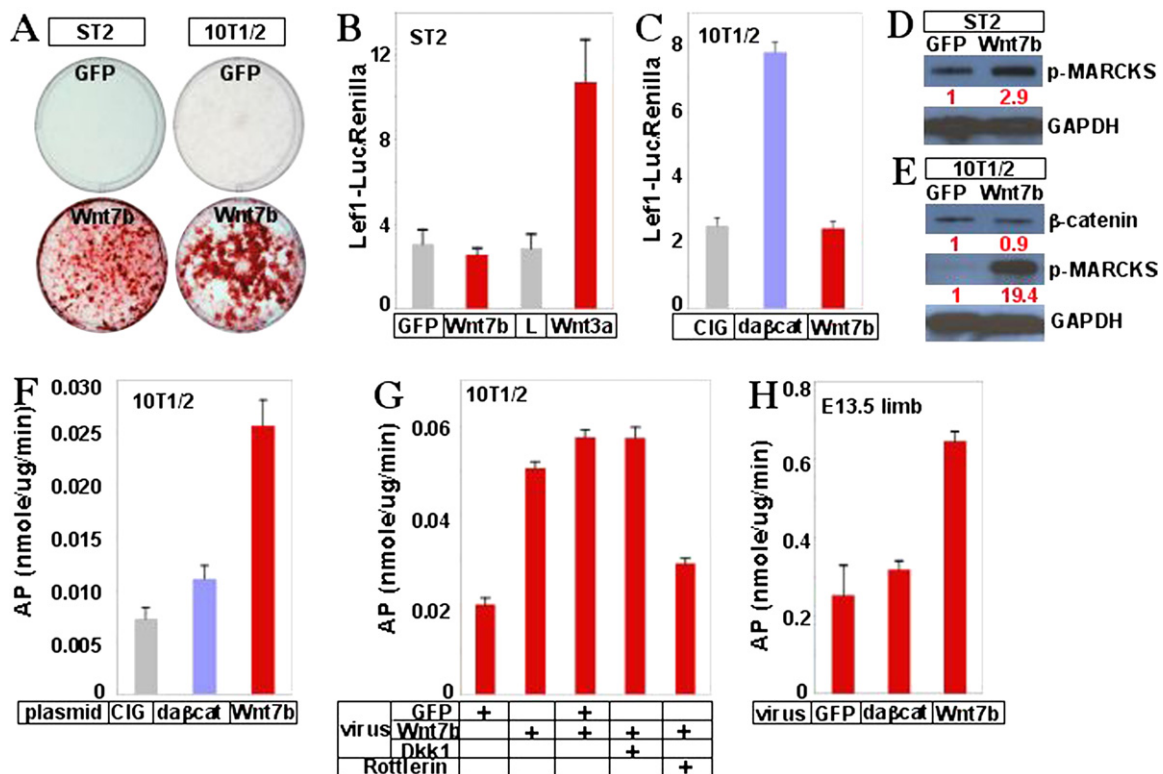 A
ST2
10T1/2
GFP
GFP
Wnt7b
Wnt7b
B
ST2
Lef1-Luc:Renilla
12
9
6
3
0
GFP Wnt7b L Wnt3a
C
10T1/2
Lef1-Luc:Renilla
8
6
4
2
0
CIG daβcat Wnt7b
D
ST2
GFP Wnt7b
p-MARCKS
1 2.9
GAPDH
E
10T1/2
GFP Wnt7b
β-catenin
1 0.9
p-MARCKS
1 19.4
GAPDH
F
10T1/2
AP (nmole/ug/min)
0.030
0.025
0.020
0.015
0.010
0.005
0
plasmid CIG daβcat Wnt7b
G
10T1/2
AP (nmole/ug/min)
0.06
0.04
0.02
0
virus
GFP + +
Wnt7b + + + +
Dkk1 +
Rottlerin +
H
E13.5 limb
AP (nmole/ug/min)
0.8
0.6
0.4
0.2
0
virus GFP daβcat Wnt7b